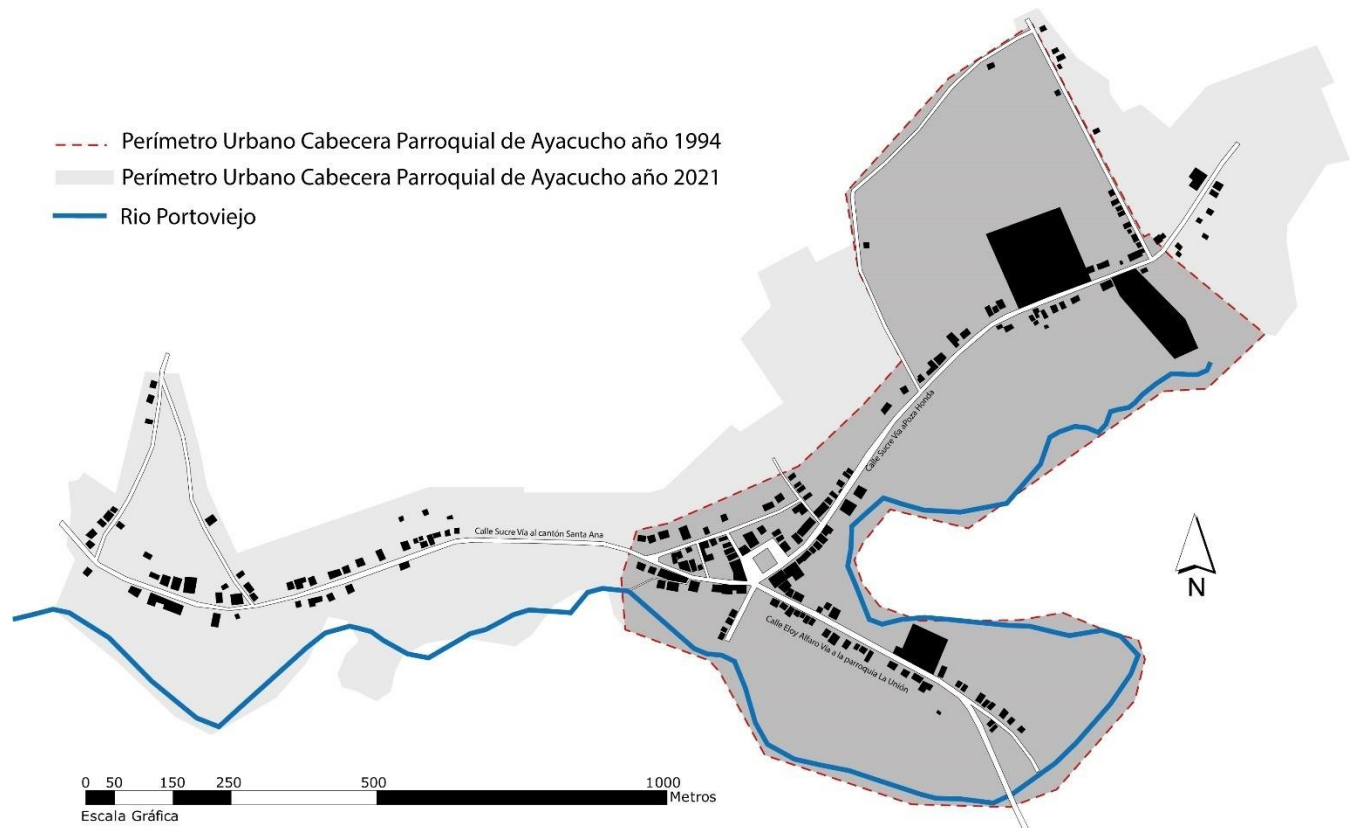 Perímetro Urbano Cabecera Parroquial de Ayacucho año 1994
Perímetro Urbano Cabecera Parroquial de Ayacucho año 2021
Rio Portoviejo
Calle Sucre Vía aPoza Honda
Calle Sucre Vía al cantón Santa Ana
Calle Eloy Alfaro Vía a la parroquia La Unión
N
0 50 150 250 500 1000
Metros
Escala Gráfica